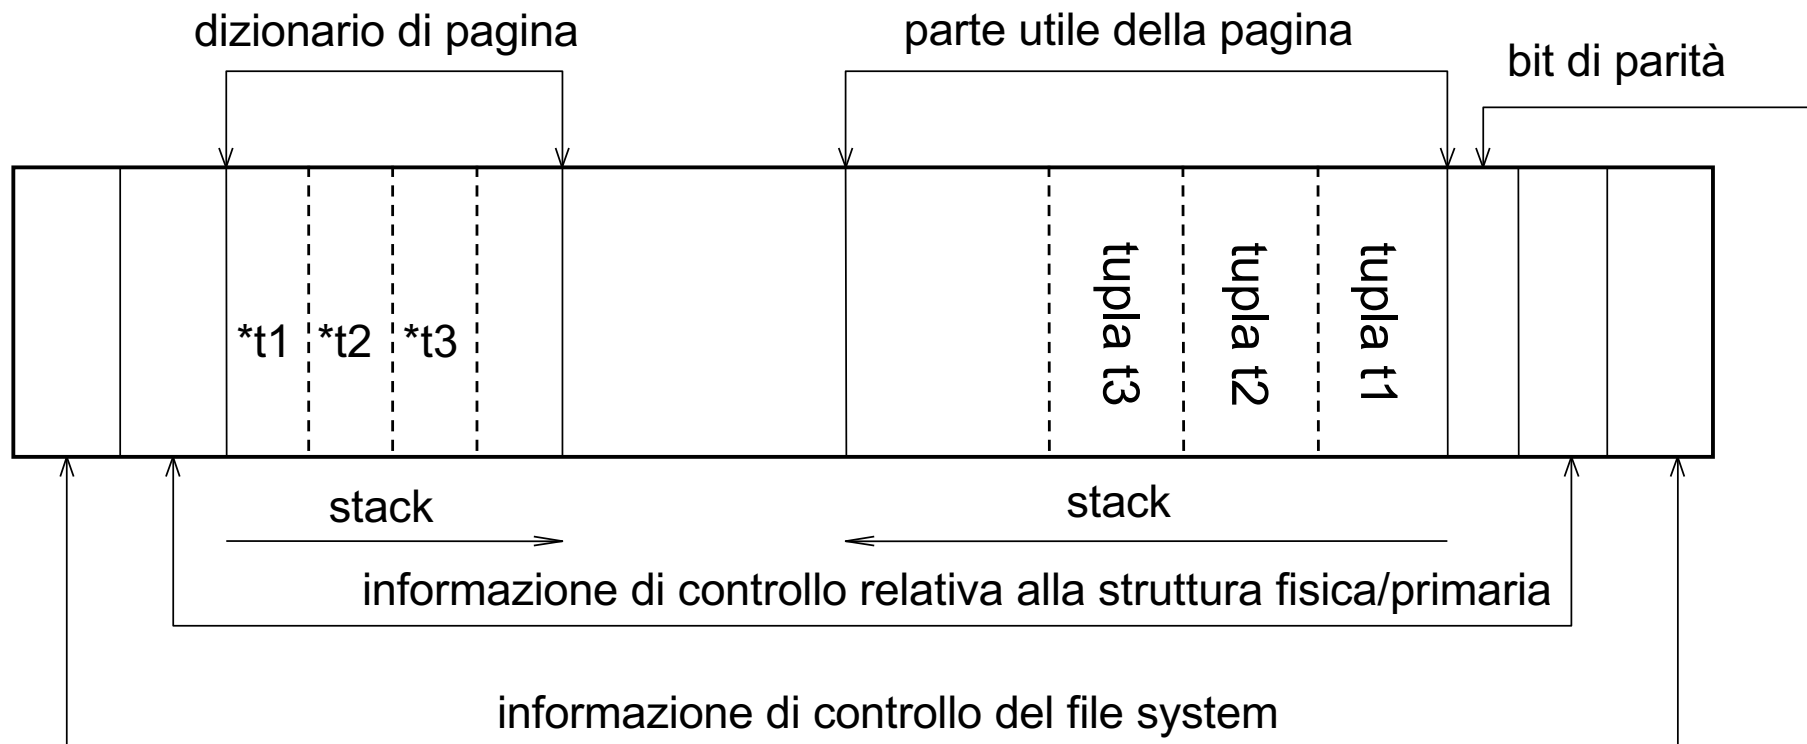 dizionario di pagina
parte utile della pagina
bit di parità
*t1
*t2
*t3
tupla t3
tupla t2
tupla t1
stack
stack
informazione di controllo relativa alla struttura fisica/primaria
informazione di controllo del file system